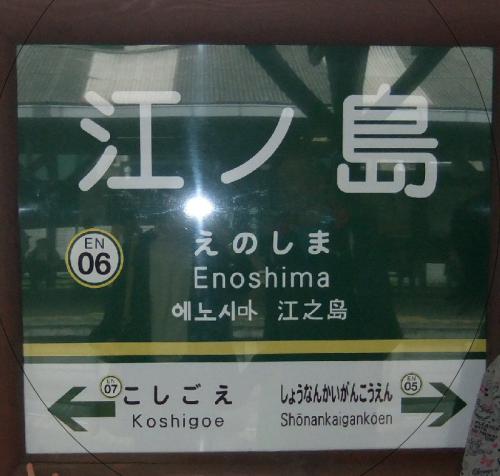 江ノ島
EN
06
えのしま
Enoshima
에노시마 江之島
EN
07
こしごえ
Koshigoe
しょうなんかいがんこうえん
Shōnankaigankōen
EN
05